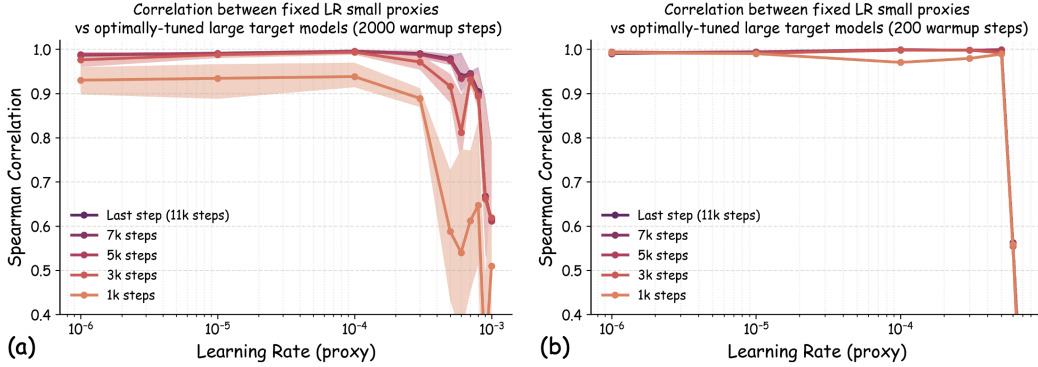 Correlation between fixed LR small proxies
vs optimally-tuned large target models (2000 warmup steps)
Spearman Correlation
1.0
0.9
0.8
0.7
0.6
0.5
0.4
Last step (11k steps)
7k steps
5k steps
3k steps
1k steps
10⁻⁶
10⁻⁵
10⁻⁴
10⁻³
Learning Rate (proxy)
(a)
Correlation between fixed LR small proxies
vs optimally-tuned large target models (200 warmup steps)
Spearman Correlation
1.0
0.9
0.8
0.7
0.6
0.5
0.4
Last step (11k steps)
7k steps
5k steps
3k steps
1k steps
10⁻⁶
10⁻⁵
10⁻⁴
Learning Rate (proxy)
(b)